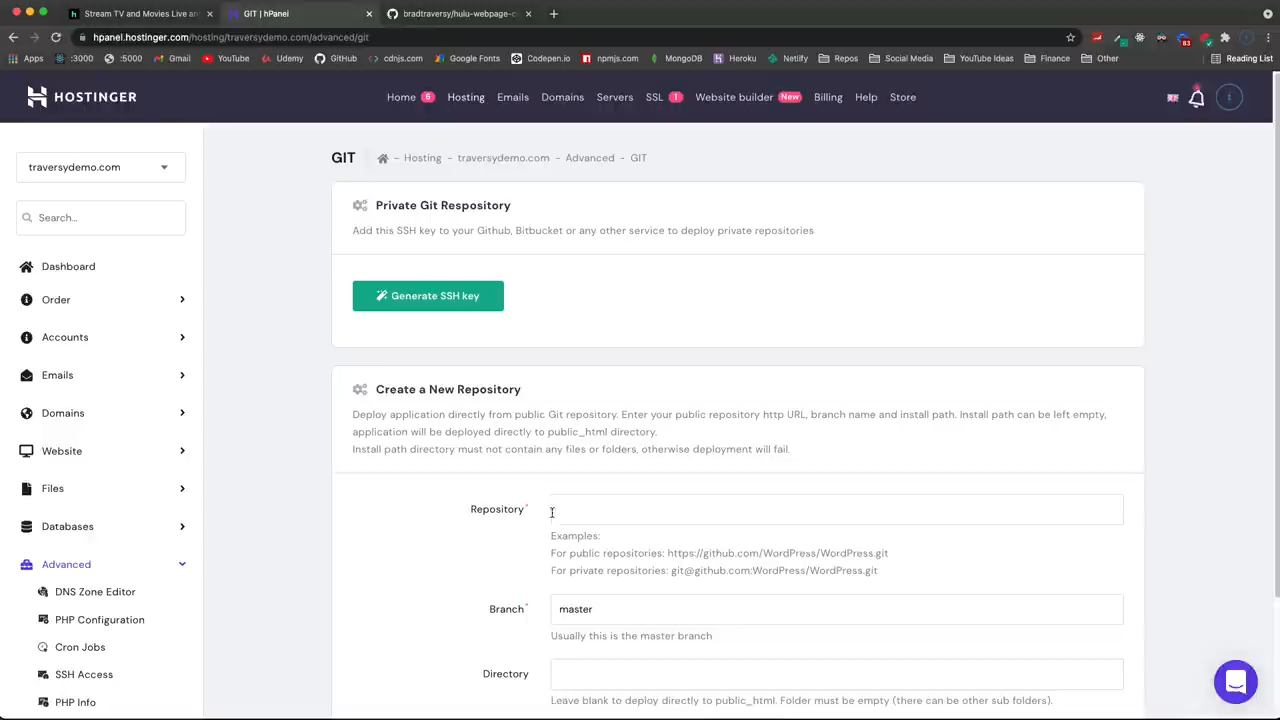 Stream TV and Movies Live an
GIT | hPanel
bradtraversy/hulu-webpage-c
hpanel.hostinger.com/hosting/traversydemo.com/advanced/git
Apps
:3000
:5000
Gmail
YouTube
Udemy
GitHub
cdnjs.com
Google Fonts
Codepen.io
npmjs.com
MongoDB
Heroku
Netlify
Repos
Social Media
YouTube Ideas
Finance
Other
Reading List
83
HOSTINGER
Home 6
Hosting
Emails
Domains
Servers
SSL 1
Website builder New
Billing
Help
Store
traversydemo.com
Search...
Dashboard
Order
Accounts
Emails
Domains
Website
Files
Databases
Advanced
DNS Zone Editor
PHP Configuration
Cron Jobs
SSH Access
PHP Info
GIT - Hosting - traversydemo.com - Advanced - GIT
Private Git Respository
Add this SSH key to your Github, Bitbucket or any other service to deploy private repositories
Generate SSH key
Create a New Repository
Deploy application directly from public Git repository. Enter your public repository http URL, branch name and install path. Install path can be left empty,
application will be deployed directly to public_html directory.
Install path directory must not contain any files or folders, otherwise deployment will fail.
Repository*
Examples:
For public repositories: https://github.com/WordPress/WordPress.git
For private repositories: git@github.com:WordPress/WordPress.git
Branch*
master
Usually this is the master branch
Directory
Leave blank to deploy directly to public_html. Folder must be empty (there can be other sub folders).